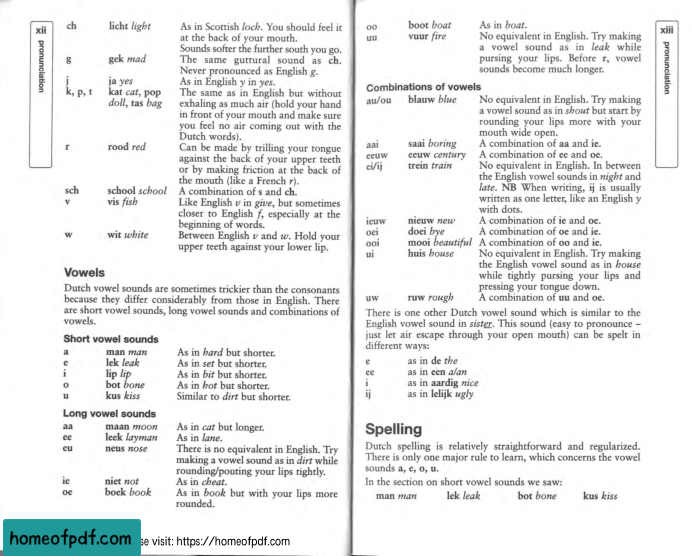 xii
pronunciation
ch licht light As in Scottish loch. You should feel it
at the back of your mouth.
Sounds softer the further south you go.
g gek mad The same guttural sound as ch.
Never pronounced as English g.
j ja yes As in English y in yes.
k, p, t kat cat, pop The same as in English but without
doll, tas bag exhaling as much air (hold your hand
in front of your mouth and make sure
you feel no air coming out with the
Dutch words).
r rood red Can be made by trilling your tongue
against the back of your upper teeth
or by making friction at the back of
the mouth (like a French r).
sch school school A combination of s and ch.
v vis fish Like English v in give, but sometimes
closer to English f, especially at the
beginning of words.
w wit white Between English v and w. Hold your
upper teeth against your lower lip.
Vowels
Dutch vowel sounds are sometimes trickier than the consonants
because they differ considerably from those in English. There
are short vowel sounds, long vowel sounds and combinations of
vowels.
Short vowel sounds
a man man As in hard but shorter.
e lek leak As in set but shorter.
i lip lip As in bit but shorter.
o bot bone As in hot but shorter.
u kus kiss Similar to dirt but shorter.
Long vowel sounds
aa maan moon As in cat but longer.
ee leek layman As in lane.
eu neus nose There is no equivalent in English. Try
making a vowel sound as in dirt while
rounding/pouting your lips tightly.
ie niet not As in cheat.
oe boek book As in book but with your lips more
rounded.
oo boot boat As in boat.
uu vuur fire No equivalent in English. Try making
a vowel sound as in leak while
pursing your lips. Before r, vowel
sounds become much longer.
Combinations of vowels
au/ou blauw blue No equivalent in English. Try making
a vowel sound as in shout but start by
rounding your lips more with your
mouth wide open.
aai saai boring A combination of aa and ie.
eeuw eeuw century A combination of ee and oe.
ei/ij trein train No equivalent in English. In between
the English vowel sounds in night and
late. NB When writing, ij is usually
written as one letter, like an English y
with dots.
ieuw nieuw new A combination of ie and oe.
oei doei bye A combination of oe and ie.
ooi mooi beautiful A combination of oo and ie.
ui huis house No equivalent in English. Try making
the English vowel sound as in house
while tightly pursing your lips and
pressing your tongue down.
uw ruw rough A combination of uu and oe.
There is one other Dutch vowel sound which is similar to the
English vowel sound in sister. This sound (easy to pronounce –
just let air escape through your open mouth) can be spelt in
different ways:
e as in de the
ee as in een a/an
i as in aardig nice
ij as in lelijk ugly
Spelling
Dutch spelling is relatively straightforward and regularized.
There is only one major rule to learn, which concerns the vowel
sounds a, e, o, u.
In the section on short vowel sounds we saw:
man man lek leak bot bone kus kiss
xiii
pronunciation
homeofpdf.com
se visit: https://homeofpdf.com